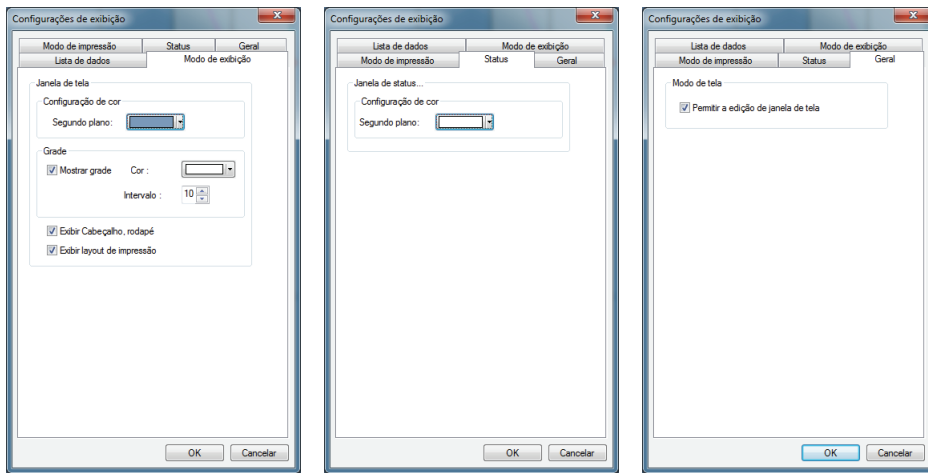 Configurações de exibição
Modo de impressão Status Geral
Lista de dados Modo de exibição
Janela de tela
Configuração de cor
Segundo plano:
Grade
Mostrar grade Cor :
Intervalo : 10
Exibir Cabeçalho, rodapé
Exibir layout de impressão
OK Cancelar
Configurações de exibição
Lista de dados Modo de exibição
Modo de impressão Status Geral
Janela de status...
Configuração de cor
Segundo plano:
OK Cancelar
Configurações de exibição
Lista de dados Modo de exibição
Modo de impressão Status Geral
Modo de tela
Permitir a edição de janela de tela
OK Cancelar